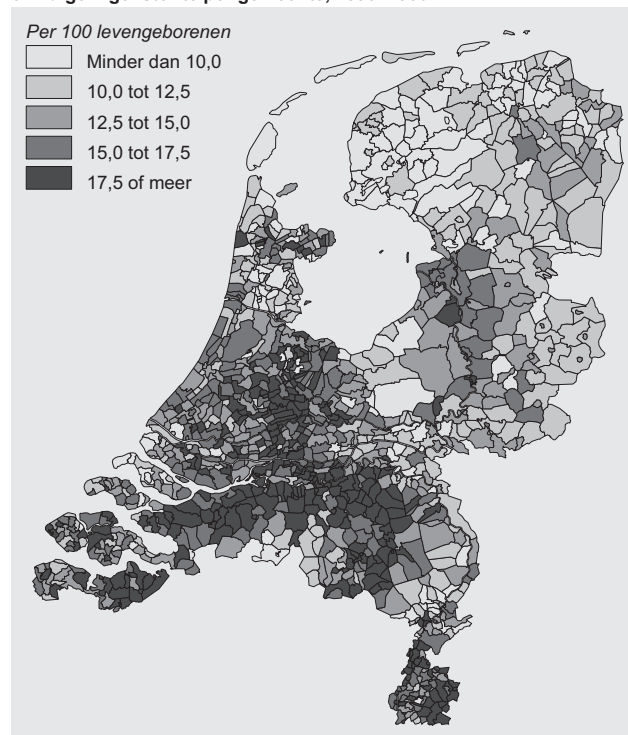 Per 100 levengeborenen
Minder dan 10,0
10,0 tot 12,5
12,5 tot 15,0
15,0 tot 17,5
17,5 of meer